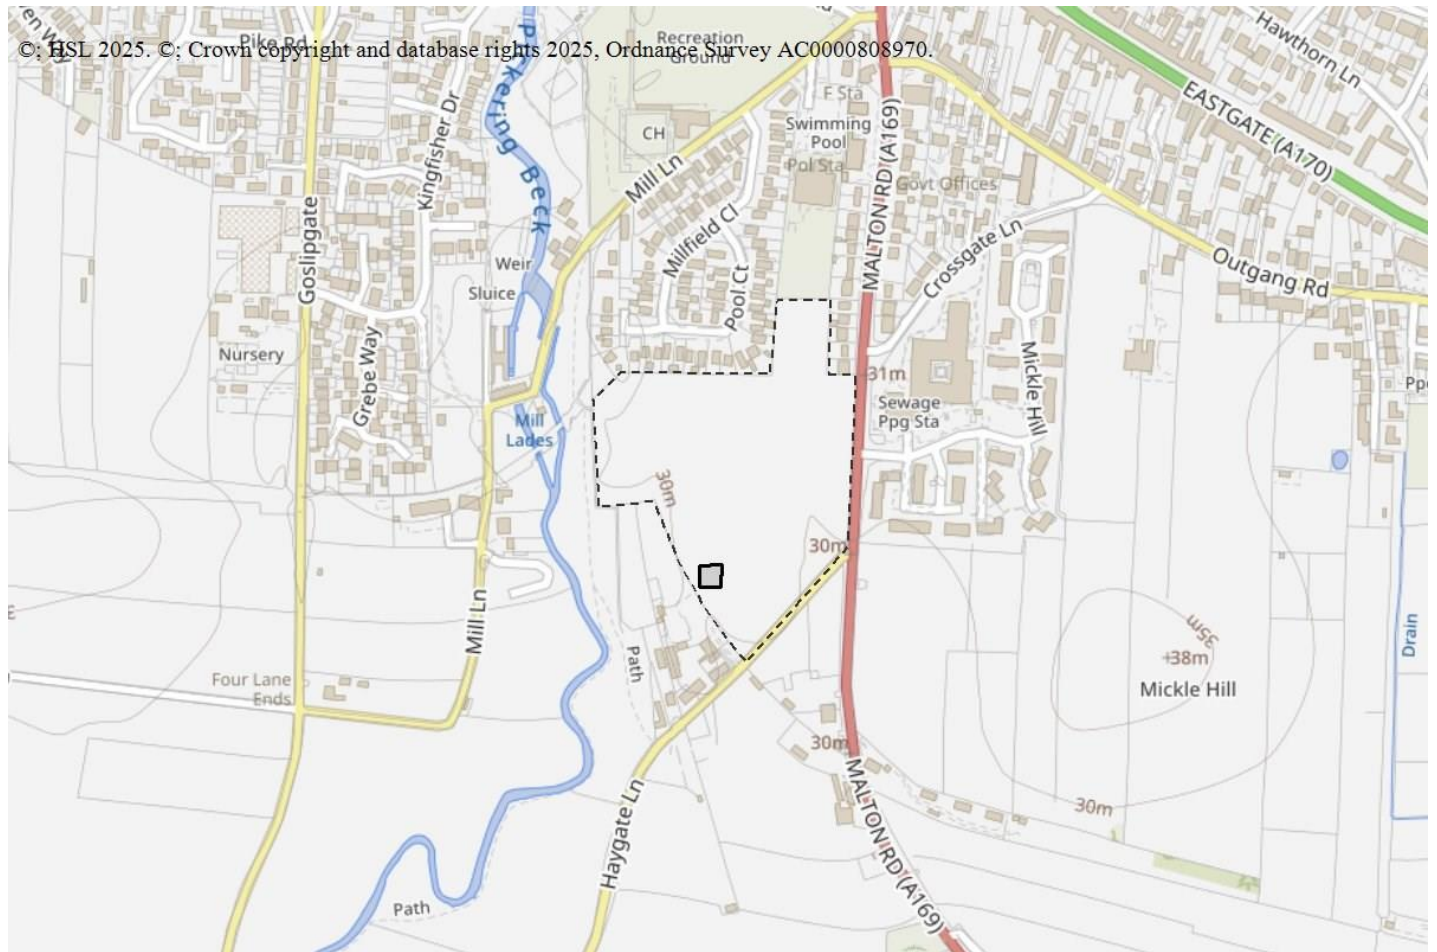 ©; HSL 2025. ©; Crown copyright and database rights 2025, Ordnance Survey AC0000808970.
Pike Rd
Recreation
Ground
Hawthorn Ln
EASTGATE (A170)
F Sta
Swimming
Pool
Pol Sta
CH
Mill Ln
Kingfisher Dr
Pickering Beck
MALTON RD (A169)
Govt Offices
Goslipgate
Millfield Cl
Crossgate Ln
Outgang Rd
Weir
Sluice
Pool Ct
Nursery
Grebe Way
Mickle Hill
31m
Sewage
Ppg Sta
Mill
Lades
30m
30m
Mill Ln
Drain
35m
38m
Mickle Hill
Path
Four Lane
Ends
30m
MALTON RD (A169)
30m
Haygate Ln
Path